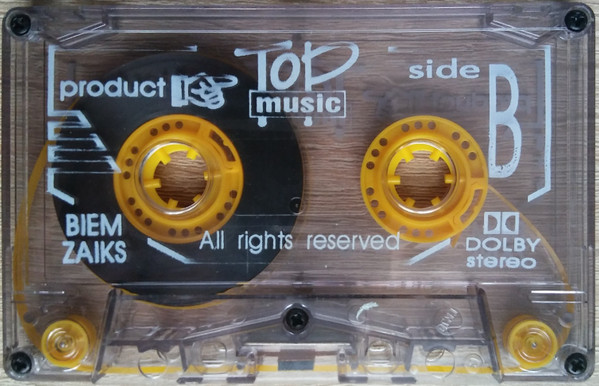 product
TOP
music
side
B
BIEM
ZAIKS
All rights reserved
DOLBY
stereo